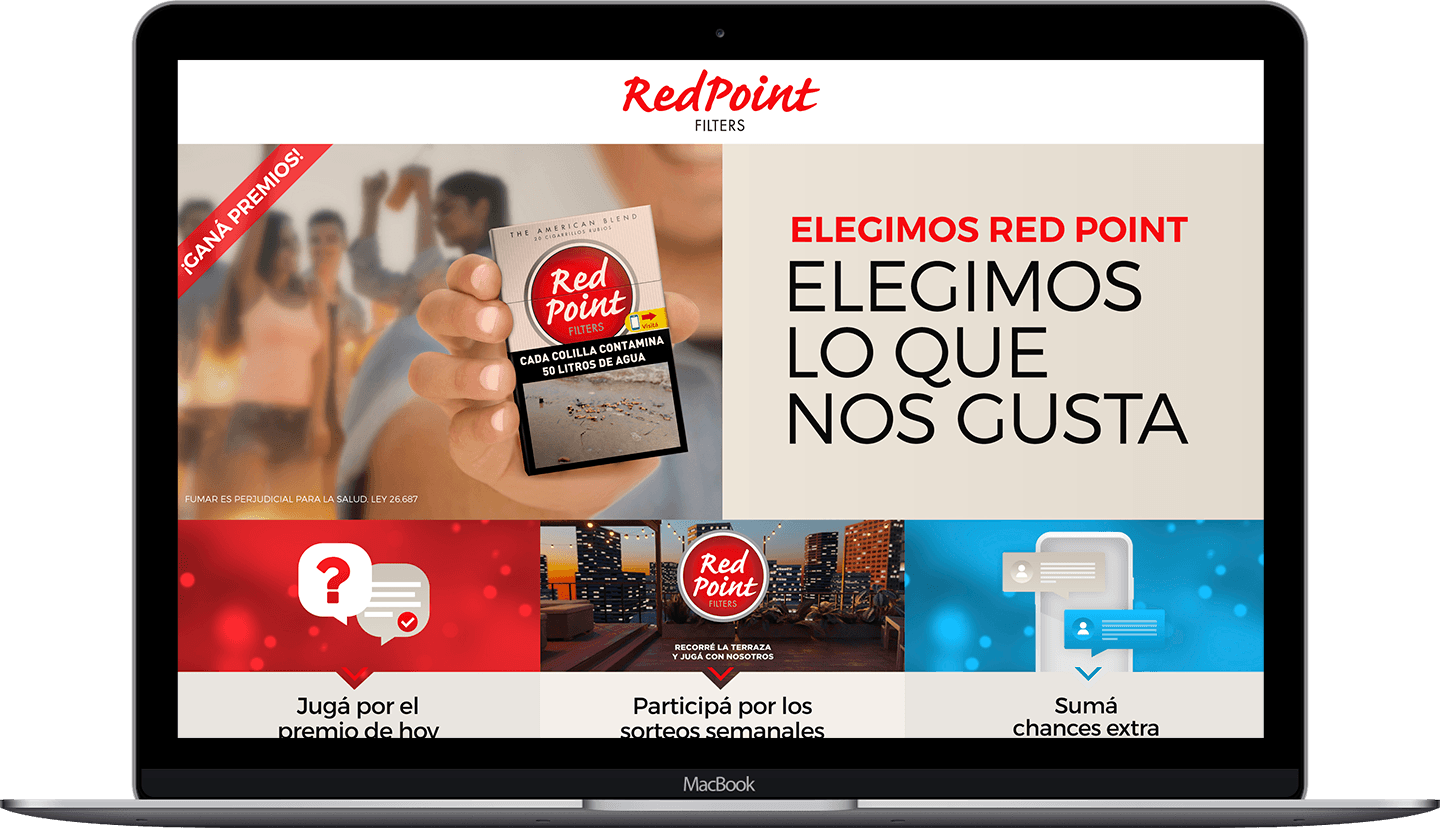 RedPoint
FILTERS
¡GANÁ PREMIOS!
THE AMERICAN BLEND
20 CIGARRILLOS RUBIOS
Red
Point
FILTERS
Visitá
CADA COLILLA CONTAMINA
50 LITROS DE AGUA
FUMAR ES PERJUDICIAL PARA LA SALUD. LEY 26.687
ELEGIMOS RED POINT
ELEGIMOS
LO QUE
NOS GUSTA
?
Jugá por el
premio de hoy
Red
Point
FILTERS
RECORRÉ LA TERRAZA
Y JUGÁ CON NOSOTROS
Participá por los
sorteos semanales
Sumá
chances extra
MacBook